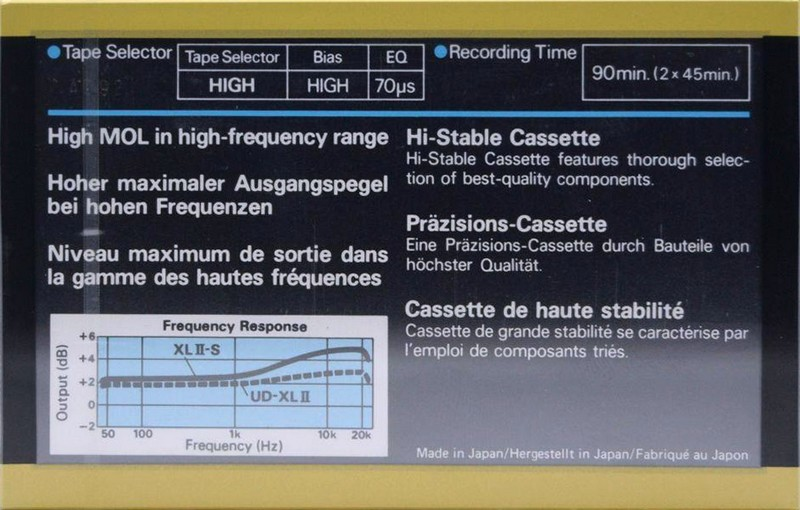 ●Tape Selector
Tape Selector Bias EQ
HIGH HIGH 70µs
●Recording Time
90min. (2 x 45min.)
High MOL in high-frequency range
Hoher maximaler Ausgangspegel
bei hohen Frequenzen
Niveau maximum de sortie dans
la gamme des hautes fréquences
Frequency Response
Output (dB)
+6
+4
+2
0
−2
XLⅡ-S
UD-XLⅡ
50 100 1k 10k 20k
Frequency (Hz)
Hi-Stable Cassette
Hi-Stable Cassette features thorough selec-
tion of best-quality components.
Präzisions-Cassette
Eine Präzisions-Cassette durch Bauteile von
höchster Qualität.
Cassette de haute stabilité
Cassette de grande stabilité se caractérise par
l'emploi de composants triés.
Made in Japan/Hergestellt in Japan/Fabriqué au Japon